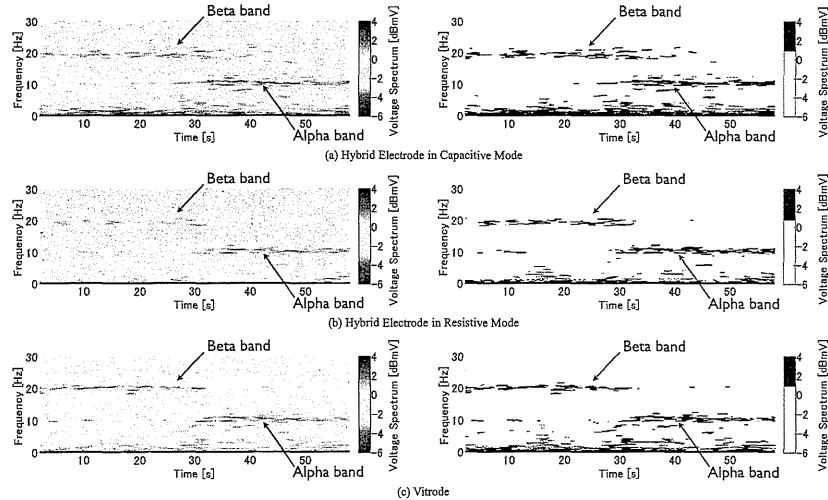 Beta band
Beta band
30
20
10
0
Frequency [Hz]
10 20 30 40 50
Time [s]
Alpha band
4
2
0
−2
−4
−6
Voltage Spectrum [dBmV]
30
20
10
0
Frequency [Hz]
10 20 30 40 50
Time [s]
Alpha band
4
2
0
−2
−4
−6
Voltage Spectrum [dBmV]
(a) Hybrid Electrode in Capacitive Mode
Beta band
Beta band
30
20
10
0
Frequency [Hz]
10 20 30 40 50
Time [s]
Alpha band
4
2
0
−2
−4
−6
Voltage Spectrum [dBmV]
30
20
10
0
Frequency [Hz]
10 20 30 40 50
Time [s]
Alpha band
4
2
0
−2
−4
−6
Voltage Spectrum [dBmV]
(b) Hybrid Electrode in Resistive Mode
Beta band
Beta band
30
20
10
0
Frequency [Hz]
10 20 30 40 50
Time [s]
Alpha band
4
2
0
−2
−4
−6
Voltage Spectrum [dBmV]
30
20
10
0
Frequency [Hz]
10 20 30 40 50
Time [s]
Alpha band
4
2
0
−2
−4
−6
Voltage Spectrum [dBmV]
(c) Vitrode